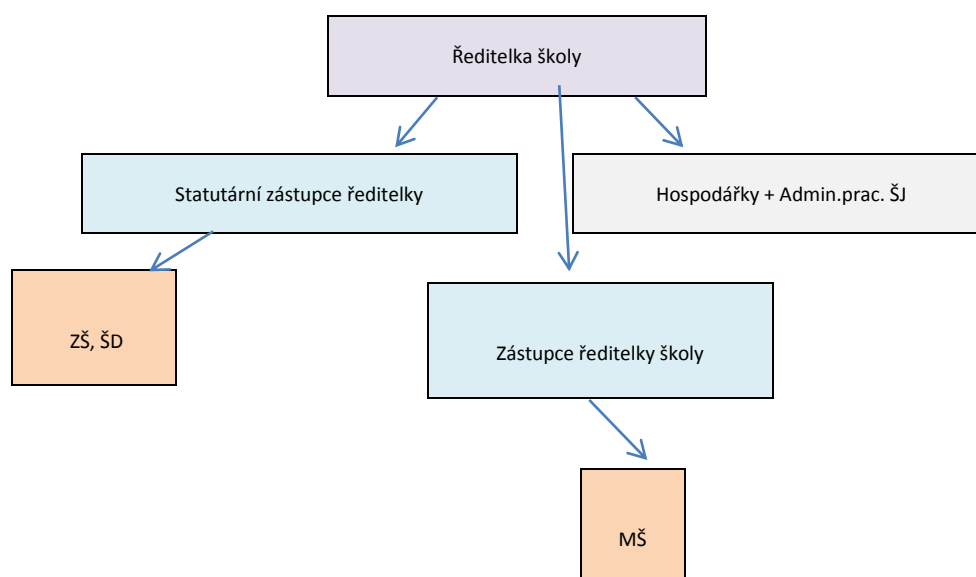 Ředitelka školy
Statutární zástupce ředitelky
Hospodářky + Admin.prac. ŠJ
ZŠ, ŠD
Zástupce ředitelky školy
MŠ